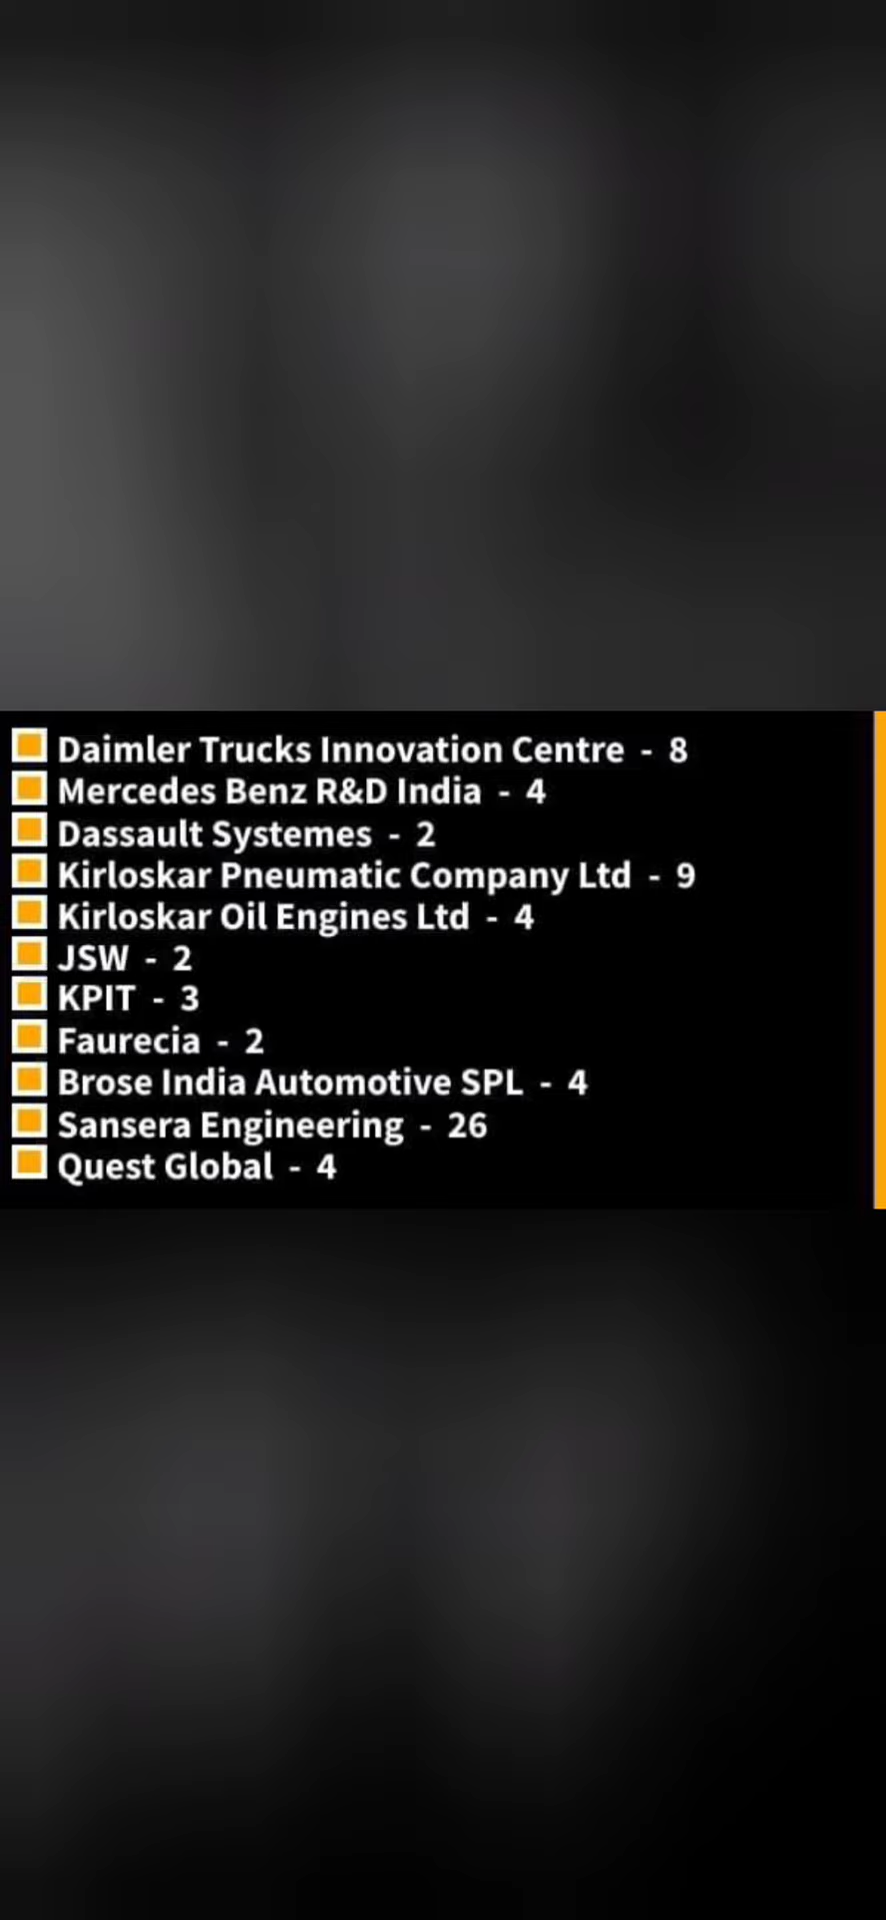 Daimler Trucks Innovation Centre - 8
Mercedes Benz R&D India - 4
Dassault Systemes - 2
Kirloskar Pneumatic Company Ltd - 9
Kirloskar Oil Engines Ltd - 4
JSW - 2
KPIT - 3
Faurecia - 2
Brose India Automotive SPL - 4
Sansera Engineering - 26
Quest Global - 4